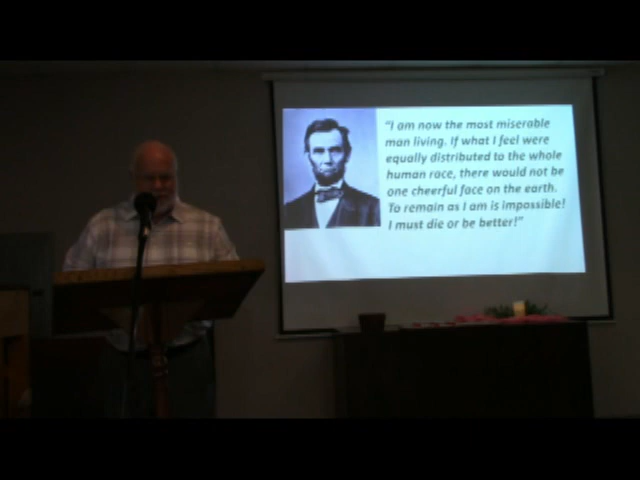 “I am now the most miserable
man living. If what I feel were
equally distributed to the whole
human race, there would not be
one cheerful face on the earth.
To remain as I am is impossible!
I must die or be better!”